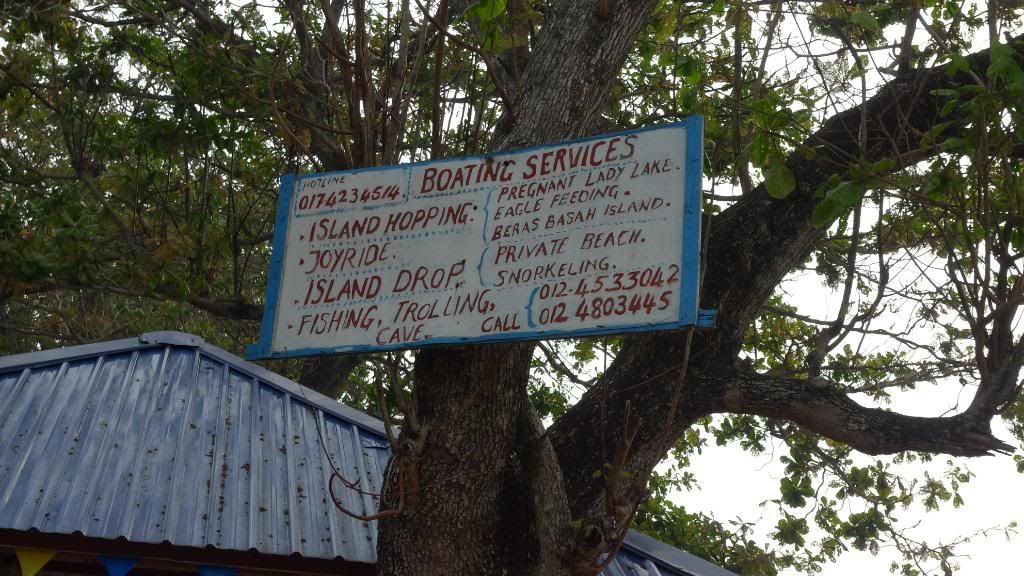 HOTLINE
0174234514
BOATING SERVICES
ISLAND HOPPING:
PREGNANT LADY LAKE.
EAGLE FEEDING.
BERAS BASAH ISLAND.
JOYRIDE.
ISLAND DROP.
PRIVATE BEACH.
SNORKELING.
FISHING, TROLLING,
CAVE.
CALL
012-4533042
012 4803445